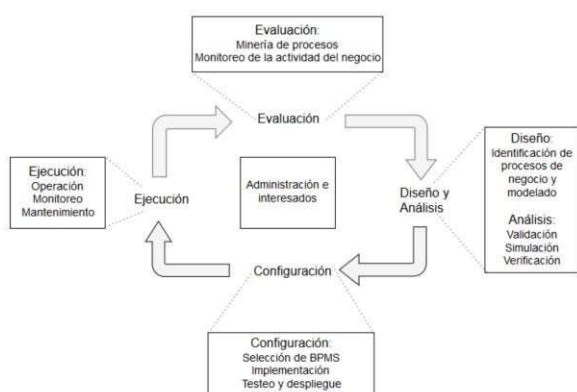 Evaluación:
Minería de procesos
Monitoreo de la actividad del negocio
Evaluación
Diseño:
Identificación de
procesos de
negocio y
modelado
Análisis:
Validación
Simulación
Verificación
Diseño y
Análisis
Administración e
interesados
Ejecución:
Operación
Monitoreo
Mantenimiento
Ejecución
Configuración
Configuración:
Selección de BPMS
Implementación
Testeo y despliegue